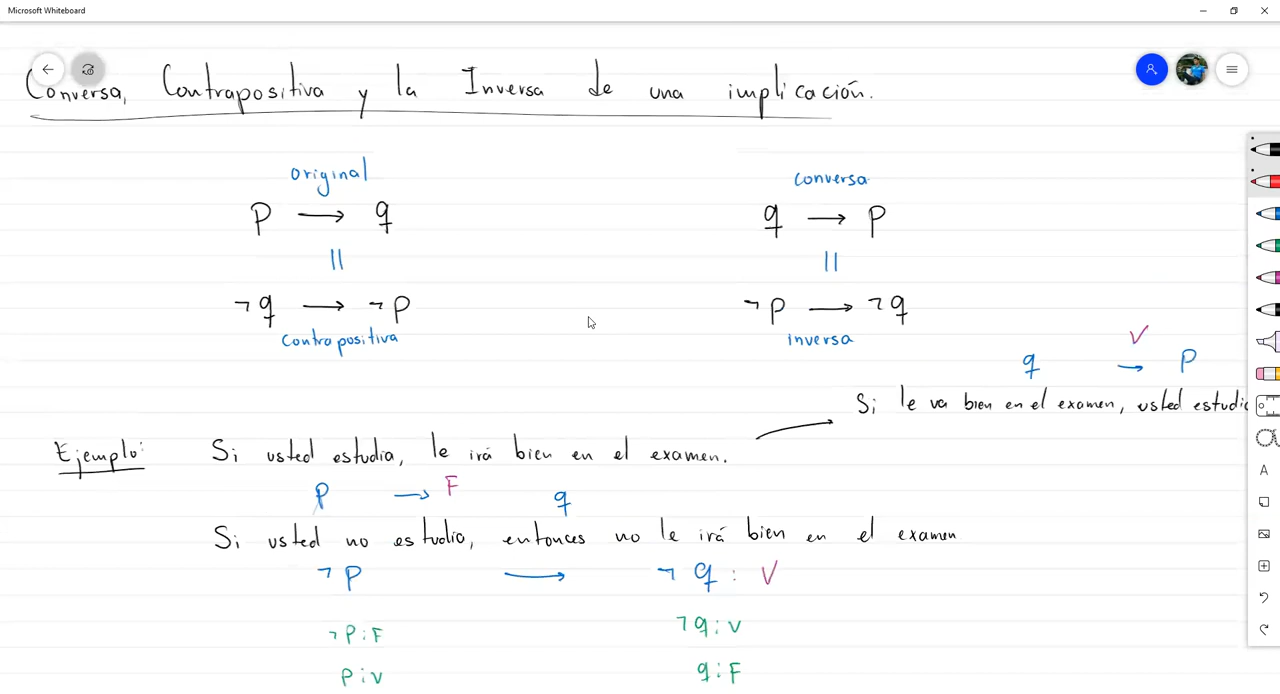 Microsoft Whiteboard
Conversa, Contrapositiva y la Inversa de una implicación.
original
conversa
p → q
q → p
||
||
¬q → ¬p
¬p → ¬q
contrapositiva
inversa
V
q → p
Si le va bien en el examen, usted estudi
Ejemplo: Si usted estudia, le irá bien en el examen.
p → F q
Si usted no estudia, entonces no le irá bien en el examen
¬p → ¬q : V
¬p : F ¬q : V
p : V q : F
A